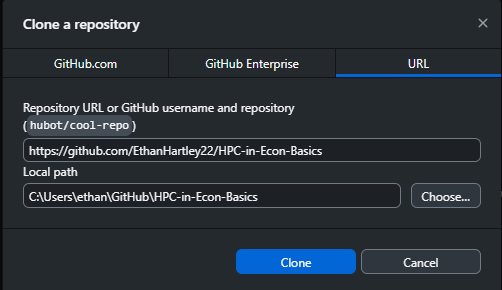 Clone a repository
GitHub.com
GitHub Enterprise
URL
Repository URL or GitHub username and repository
(hubot/cool-repo)
https://github.com/EthanHartley22/HPC-in-Econ-Basics
Local path
C:\Users\ethan\GitHub\HPC-in-Econ-Basics
Choose...
Clone
Cancel